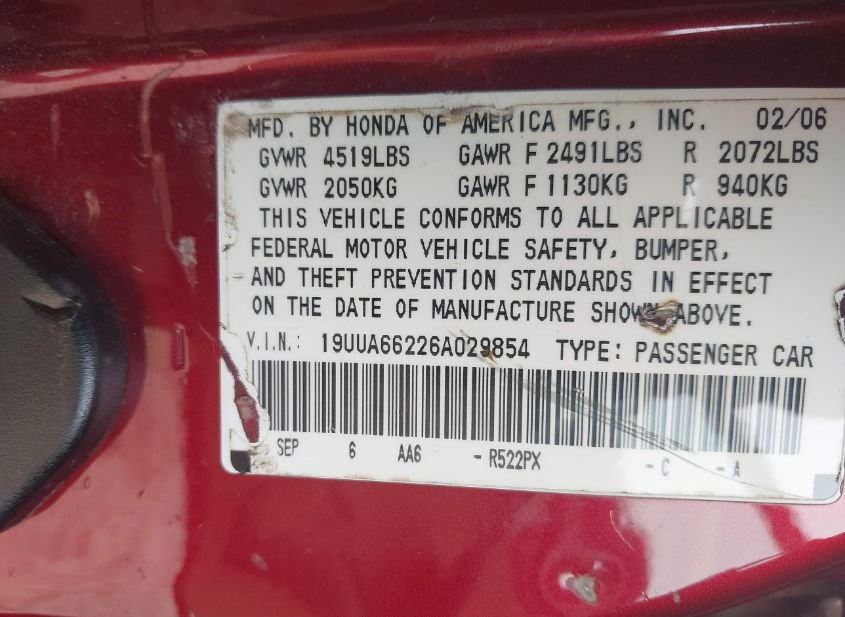 MFD. BY HONDA OF AMERICA MFG., INC. 02/06
GVWR 4519LBS GAWR F 2491LBS R 2072LBS
GVWR 2050KG GAWR F 1130KG R 940KG
THIS VEHICLE CONFORMS TO ALL APPLICABLE
FEDERAL MOTOR VEHICLE SAFETY, BUMPER,
AND THEFT PREVENTION STANDARDS IN EFFECT
ON THE DATE OF MANUFACTURE SHOWN ABOVE.
V.I.N.: 19UUA66226A029854 TYPE: PASSENGER CAR
SEP 6 AA6 -R522PX -C -A